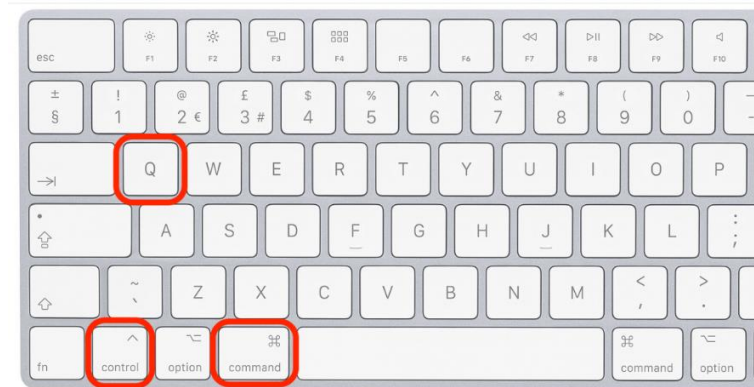 esc F1 F2 F3 F4 F5 F6 F7 F8 F9 F10
± ! @ £ $ % ^ & * ( )
§ 1 2 € 3 # 4 5 6 7 8 9 0
Q W E R T Y U I O P
A S D F G H J K L : ;
~ ` Z X C V B N M < , > .
fn control option command command option